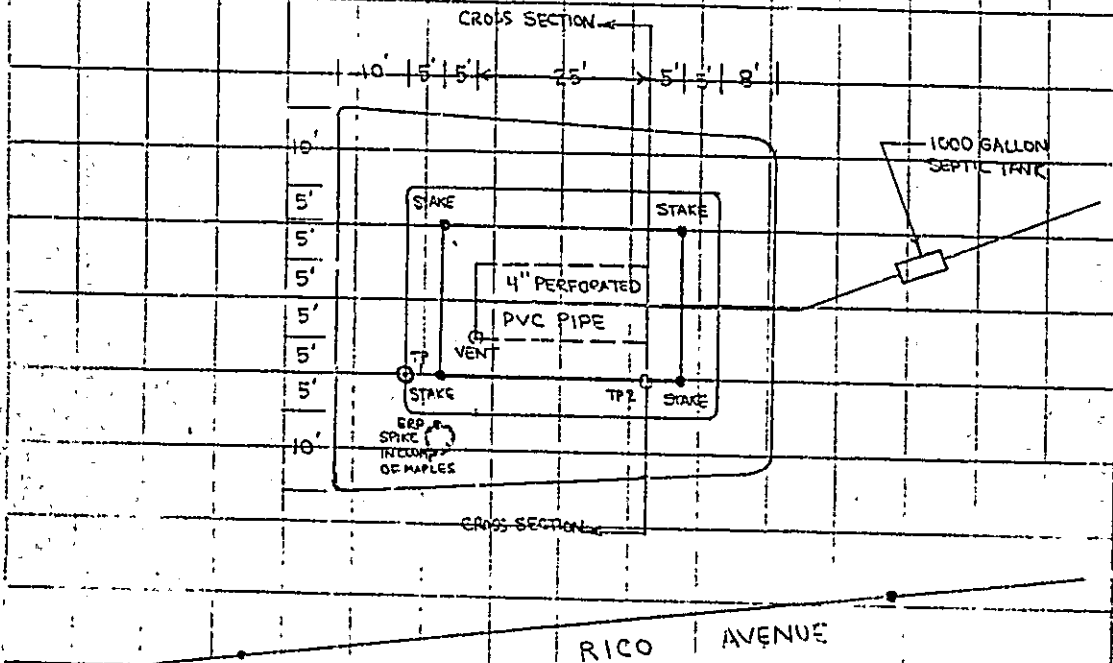 CROSS SECTION
10' 5' 5' 25' 5' 5' 8'
10'
1000 GALLON
SEPTIC TANK
5'
STAKE
STAKE
5'
5'
4" PERFORATED
5'
PVC PIPE
5'
VENT
TP
5'
STAKE
TP2
STAKE
ERP
SPIKE
IN CLUMP
OF MAPLES
10'
CROSS SECTION
RICO AVENUE